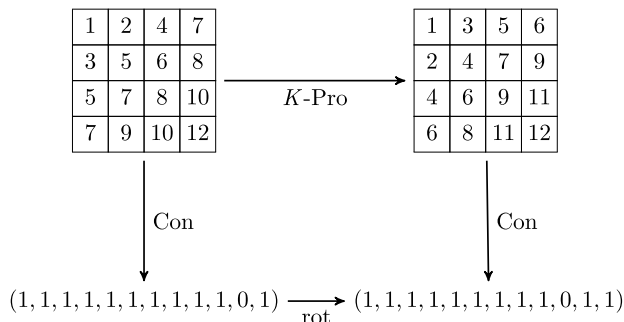 1 2 4 7
3 5 6 8
5 7 8 10
7 9 10 12
1 3 5 6
2 4 7 9
4 6 9 11
6 8 11 12
K-Pro
Con
Con
(1, 1, 1, 1, 1, 1, 1, 1, 1, 1, 0, 1)
rot
(1, 1, 1, 1, 1, 1, 1, 1, 1, 0, 1, 1)